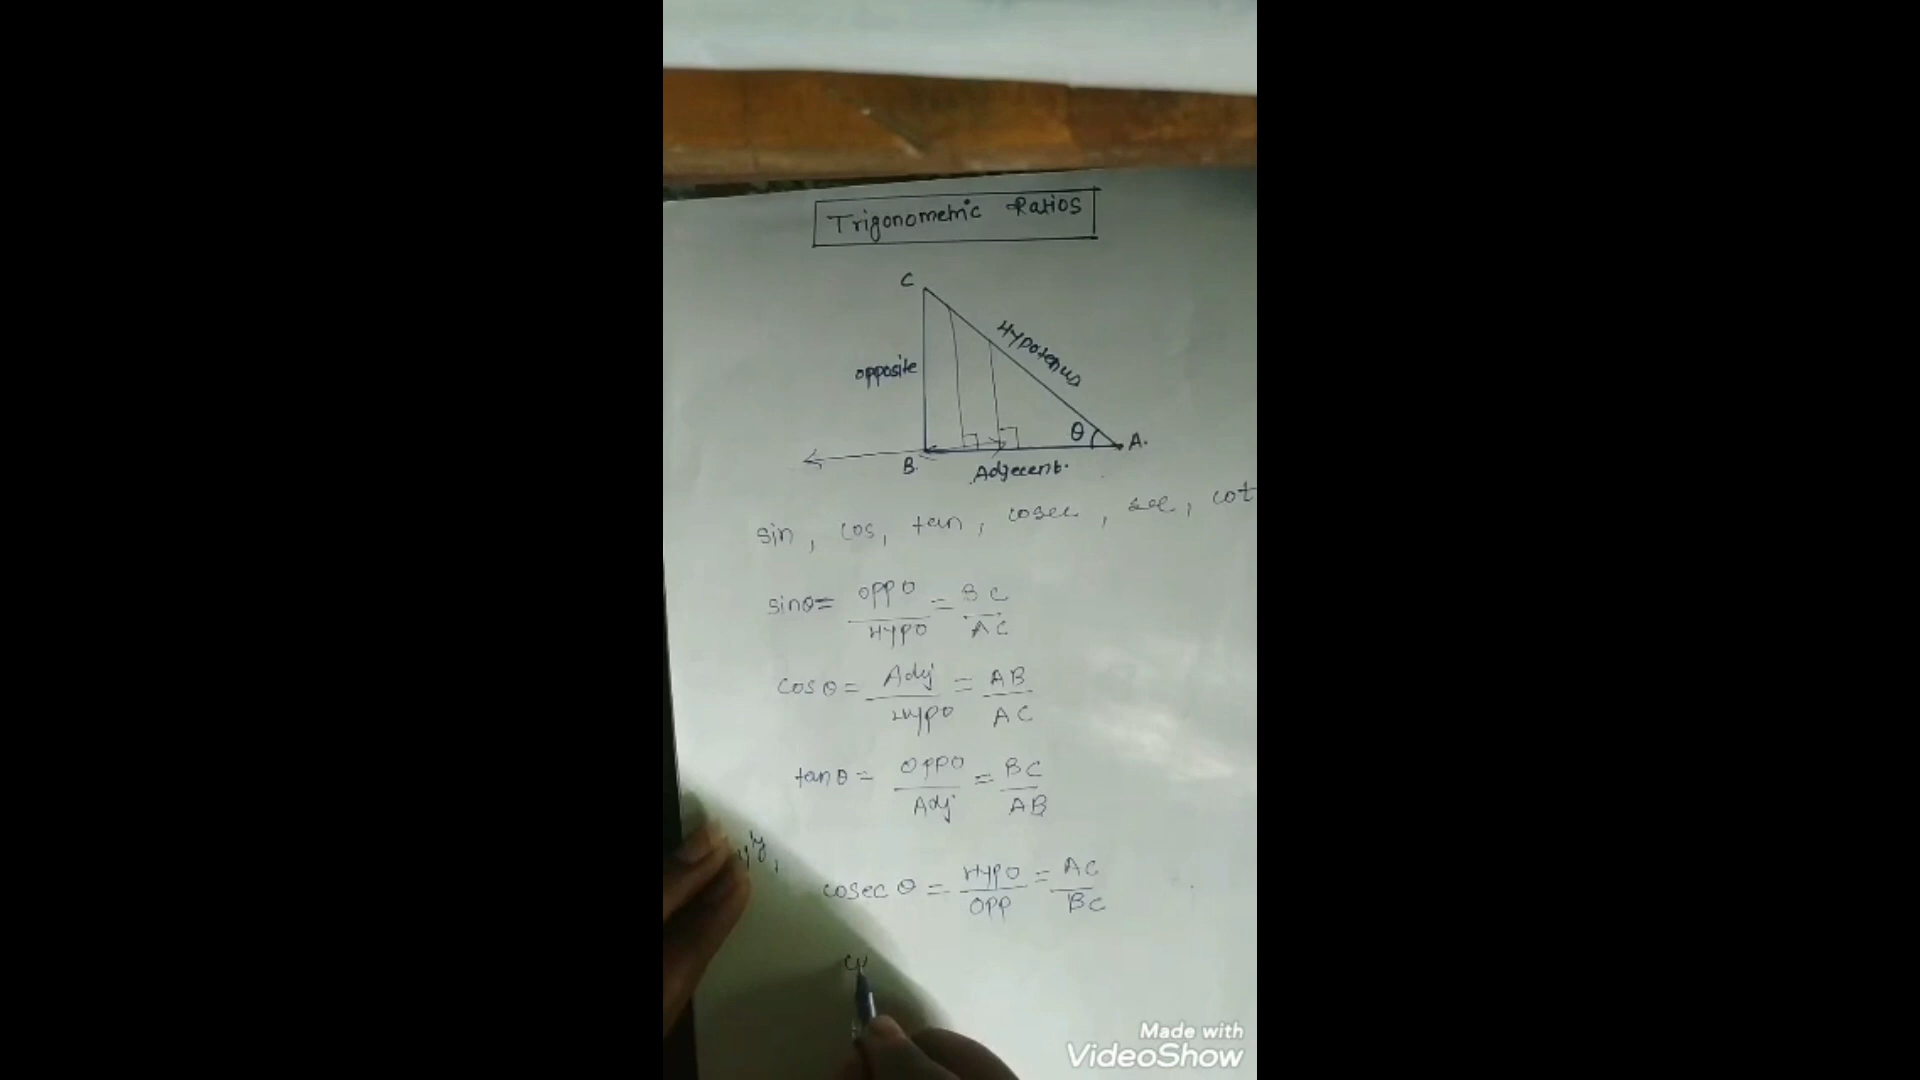 Trigonometric Ratios
C
Hypotenus
opposite
θ
A.
B
Adjecent.
sin, cos, tan, cosec, sec, cot
sinθ = oppo/Hypo = BC/AC
cosθ = Adj/Hypo = AB/AC
tanθ = oppo/Adj = BC/AB
cosec θ = Hypo/opp = AC/BC
Made with
VideoShow